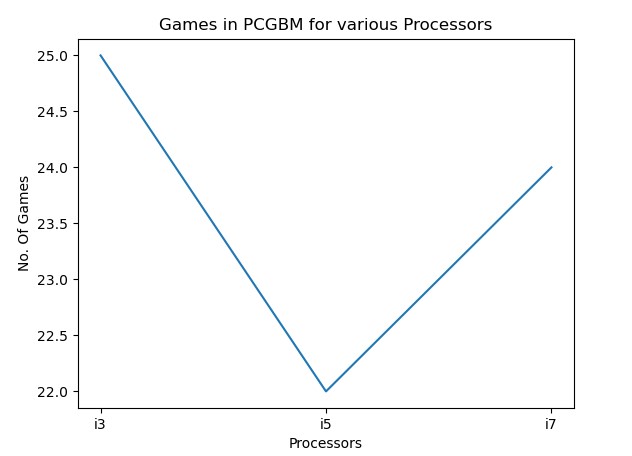 Games in PCGBM for various Processors
25.0
24.5
24.0
23.5
23.0
22.5
22.0
No. Of Games
i3 i5 i7
Processors